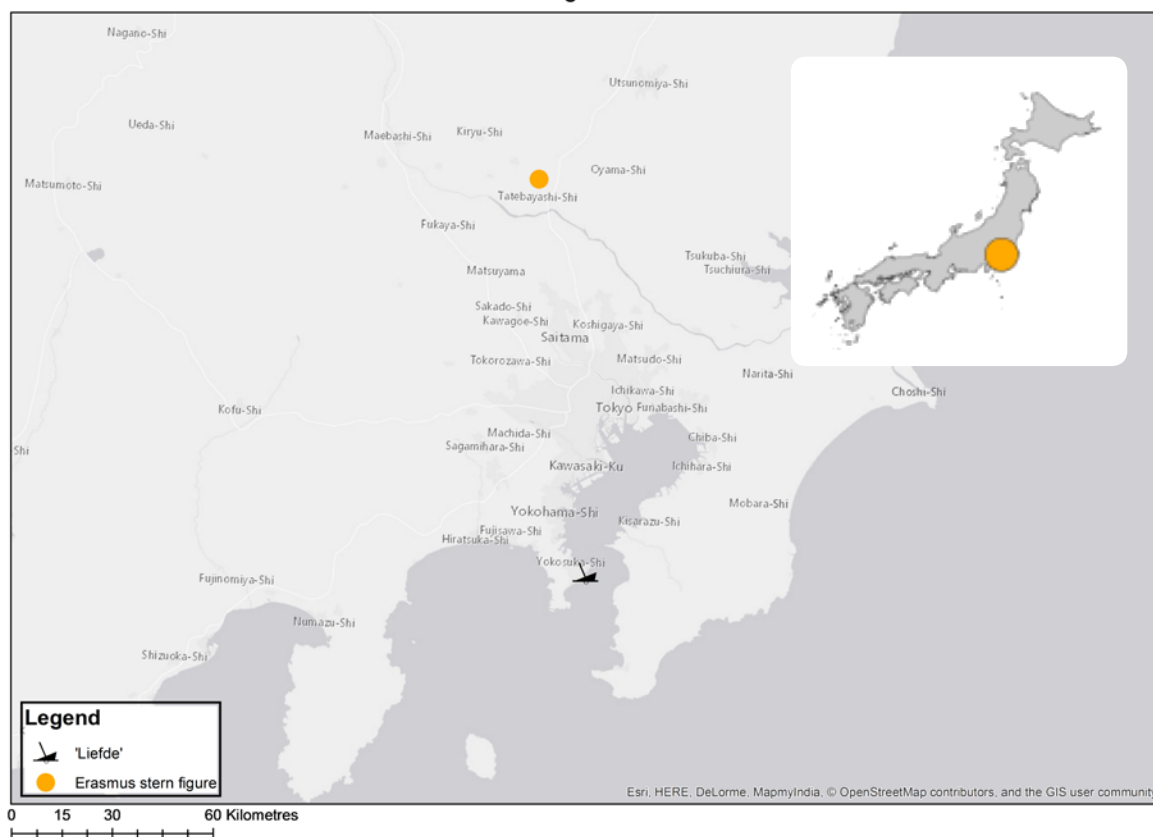 Nagano-Shi
Utsunomiya-Shi
Ueda-Shi
Maebashi-Shi
Kiryu-Shi
Oyama-Shi
Matsumoto-Shi
Tatebayashi-Shi
Fukaya-Shi
Tsukuba-Shi
Tsuchiura-Shi
Matsuyama
Sakado-Shi
Kawagoe-Shi
Koshigaya-Shi
Saitama
Tokorozawa-Shi
Matsudo-Shi
Narita-Shi
Ichikawa-Shi
Choshi-Shi
Kofu-Shi
Tokyo
Funabashi-Shi
Machida-Shi
Chiba-Shi
Shi
Sagamihara-Shi
Kawasaki-Ku
Ichihara-Shi
Mobara-Shi
Yokohama-Shi
Kisarazu-Shi
Fujisawa-Shi
Hiratsuka-Shi
Yokosuka-Shi
Fujinomiya-Shi
Numazu-Shi
Shizuoka-Shi
Legend
'Liefde'
Erasmus stern figure
Esri, HERE, DeLorme, MapmyIndia, © OpenStreetMap contributors, and the GIS user community
0 15 30 60 Kilometres